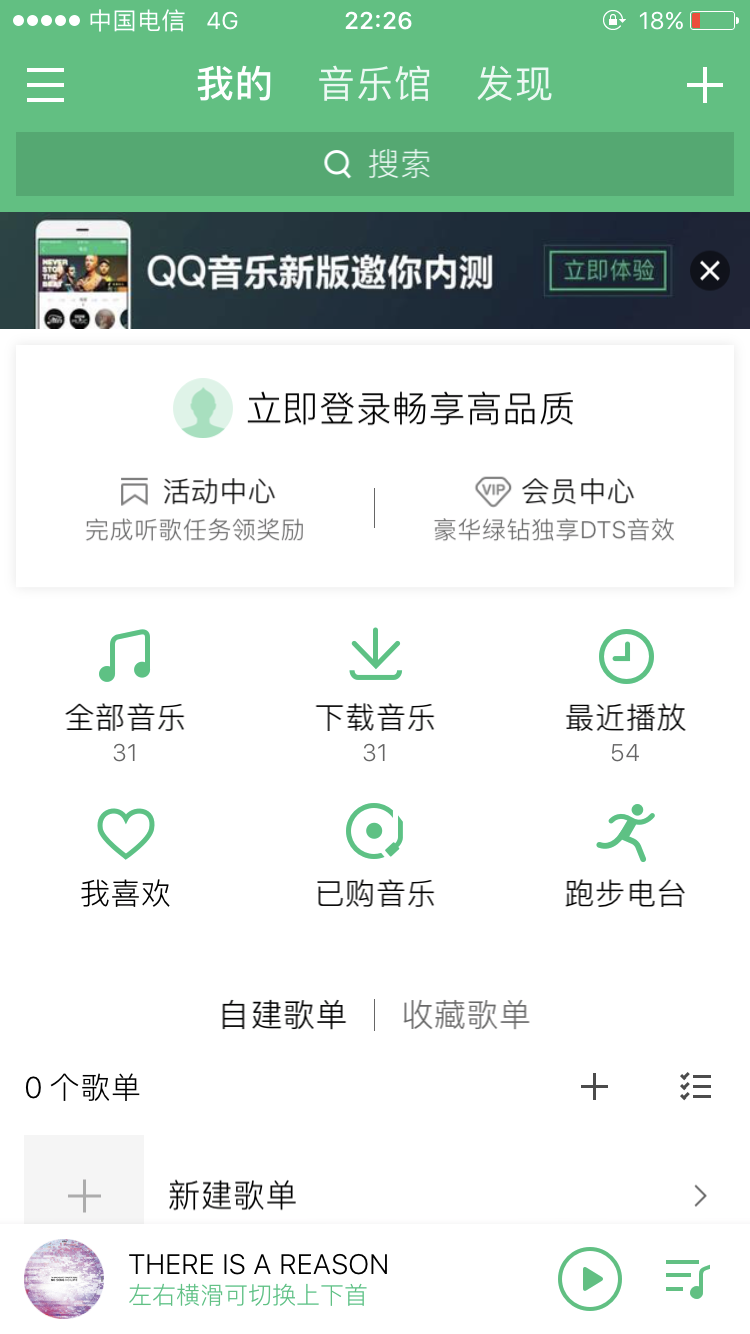 中国电信 4G 22:26 18%
我的 音乐馆 发现
搜索
NEVER
STOP
THE
BEAT
QQ音乐新版邀你内测
立即体验
立即登录畅享高品质
活动中心
完成听歌任务领奖励
VIP 会员中心
豪华绿钻独享DTS音效
全部音乐 下载音乐 最近播放
31 31 54
我喜欢 已购音乐 跑步电台
自建歌单 收藏歌单
0 个歌单
新建歌单
THERE IS A REASON
左右横滑可切换上下首